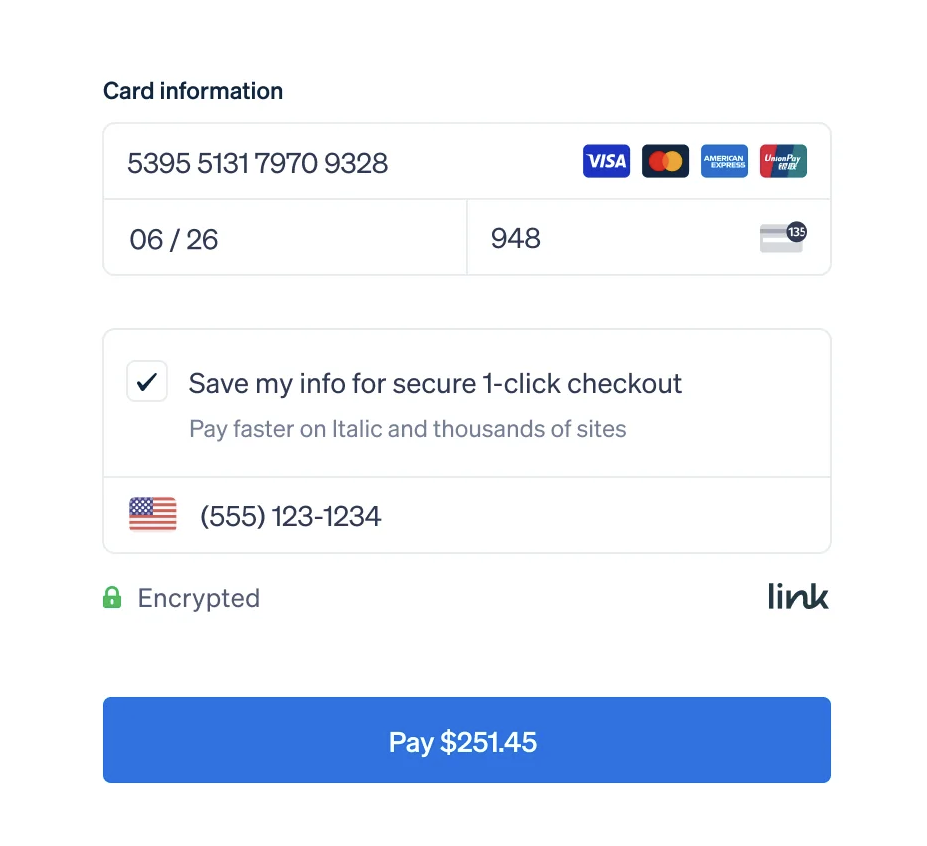 Card information
5395 5131 7970 9328 VISA AMERICAN EXPRESS UnionPay 银联
06 / 26 948 135
Save my info for secure 1-click checkout
Pay faster on Italic and thousands of sites
(555) 123-1234
Encrypted link
Pay $251.45